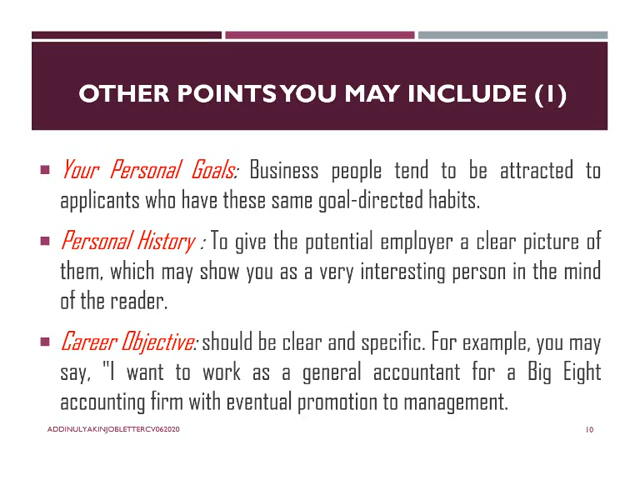 OTHER POINTS YOU MAY INCLUDE (1)
Your Personal Goals: Business people tend to be attracted to
applicants who have these same goal-directed habits.
Personal History : To give the potential employer a clear picture of
them, which may show you as a very interesting person in the mind
of the reader.
Career Objective: should be clear and specific. For example, you may
say, "I want to work as a general accountant for a Big Eight
accounting firm with eventual promotion to management.
ADDINULYAKINJOBLETTERCV062020
10